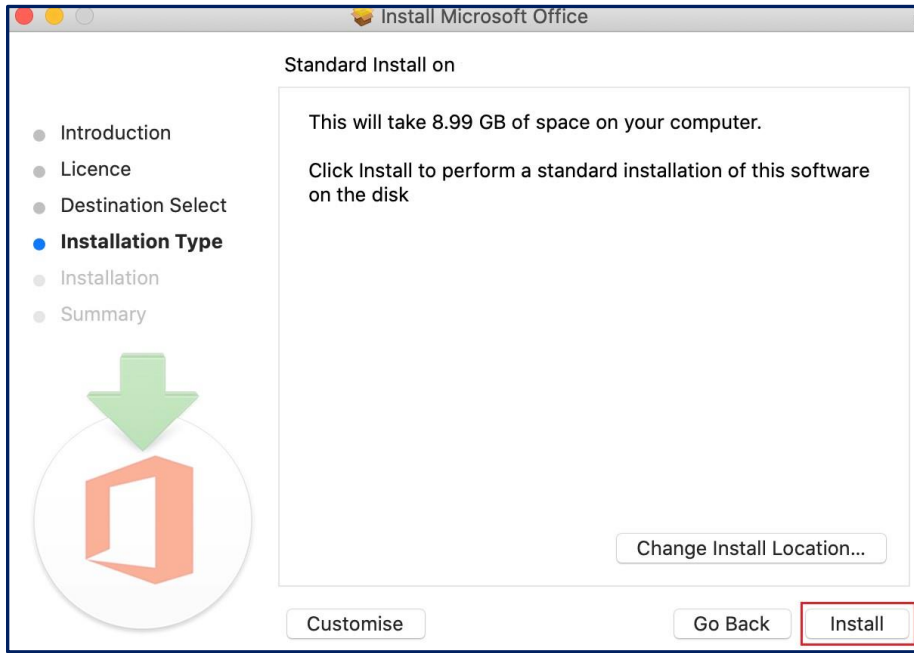 Install Microsoft Office
Standard Install on
Introduction
Licence
Destination Select
Installation Type
Installation
Summary
This will take 8.99 GB of space on your computer.
Click Install to perform a standard installation of this software
on the disk
Change Install Location...
Customise
Go Back
Install